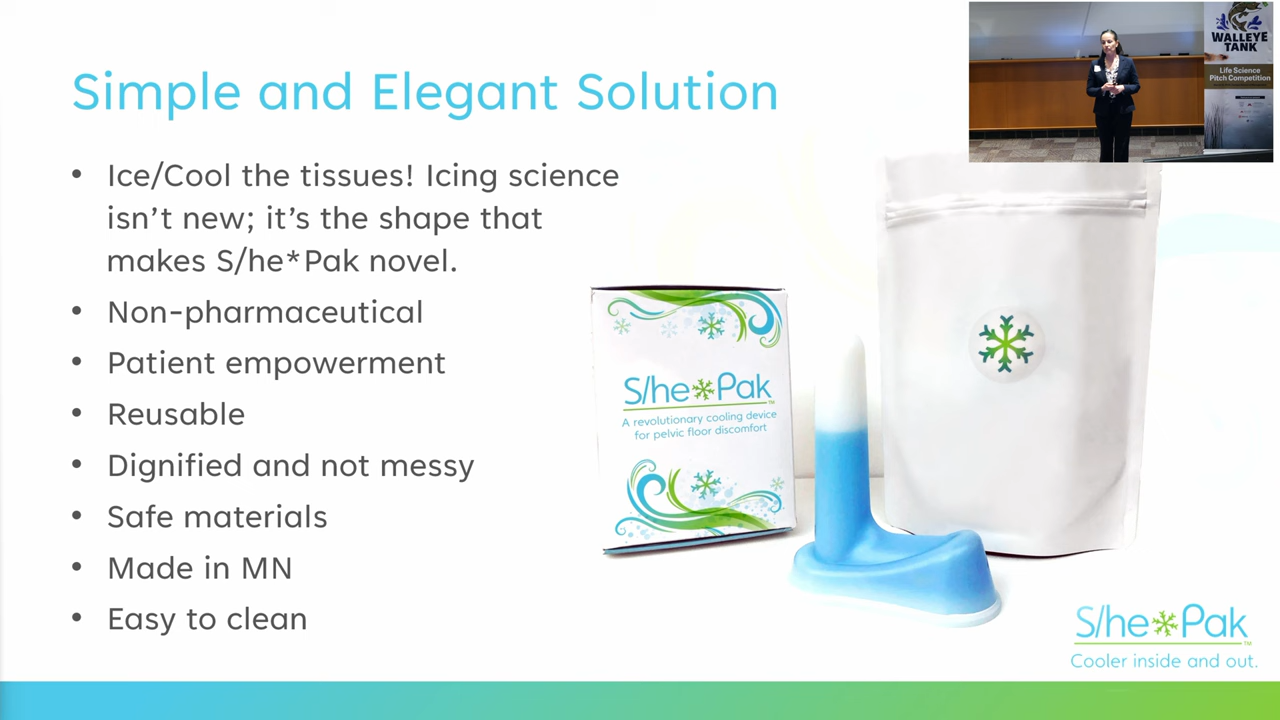 Simple and Elegant Solution
• Ice/Cool the tissues! Icing science
isn’t new; it’s the shape that
makes S/he*Pak novel.
• Non-pharmaceutical
• Patient empowerment
• Reusable
• Dignified and not messy
• Safe materials
• Made in MN
• Easy to clean
S/he*Pak™
A revolutionary cooling device
for pelvic floor discomfort
WALLEYE
TANK
Life Science
Pitch Competition
S/he*Pak™
Cooler inside and out.